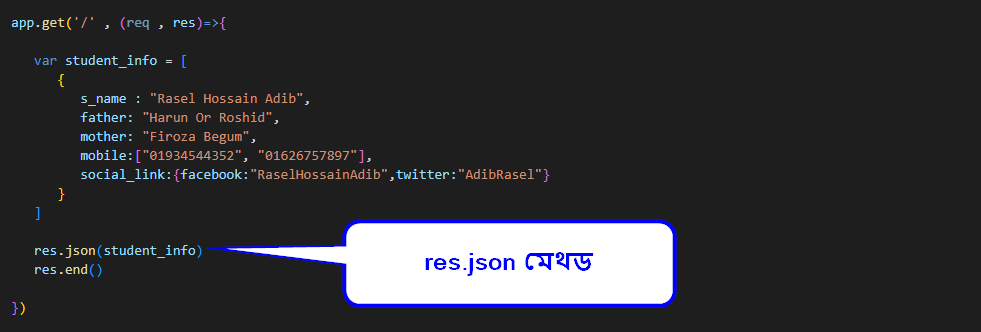 app.get('/' , (req , res)=>{
var student_info = [
{
s_name : "Rasel Hossain Adib",
father: "Harun Or Roshid",
mother: "Firoza Begum",
mobile:["01934544352", "01626757897"],
social_link:{facebook:"RaselHossainAdib",twitter:"AdibRasel"}
}
]
res.json(student_info)
res.json মেথড
res.end()
})